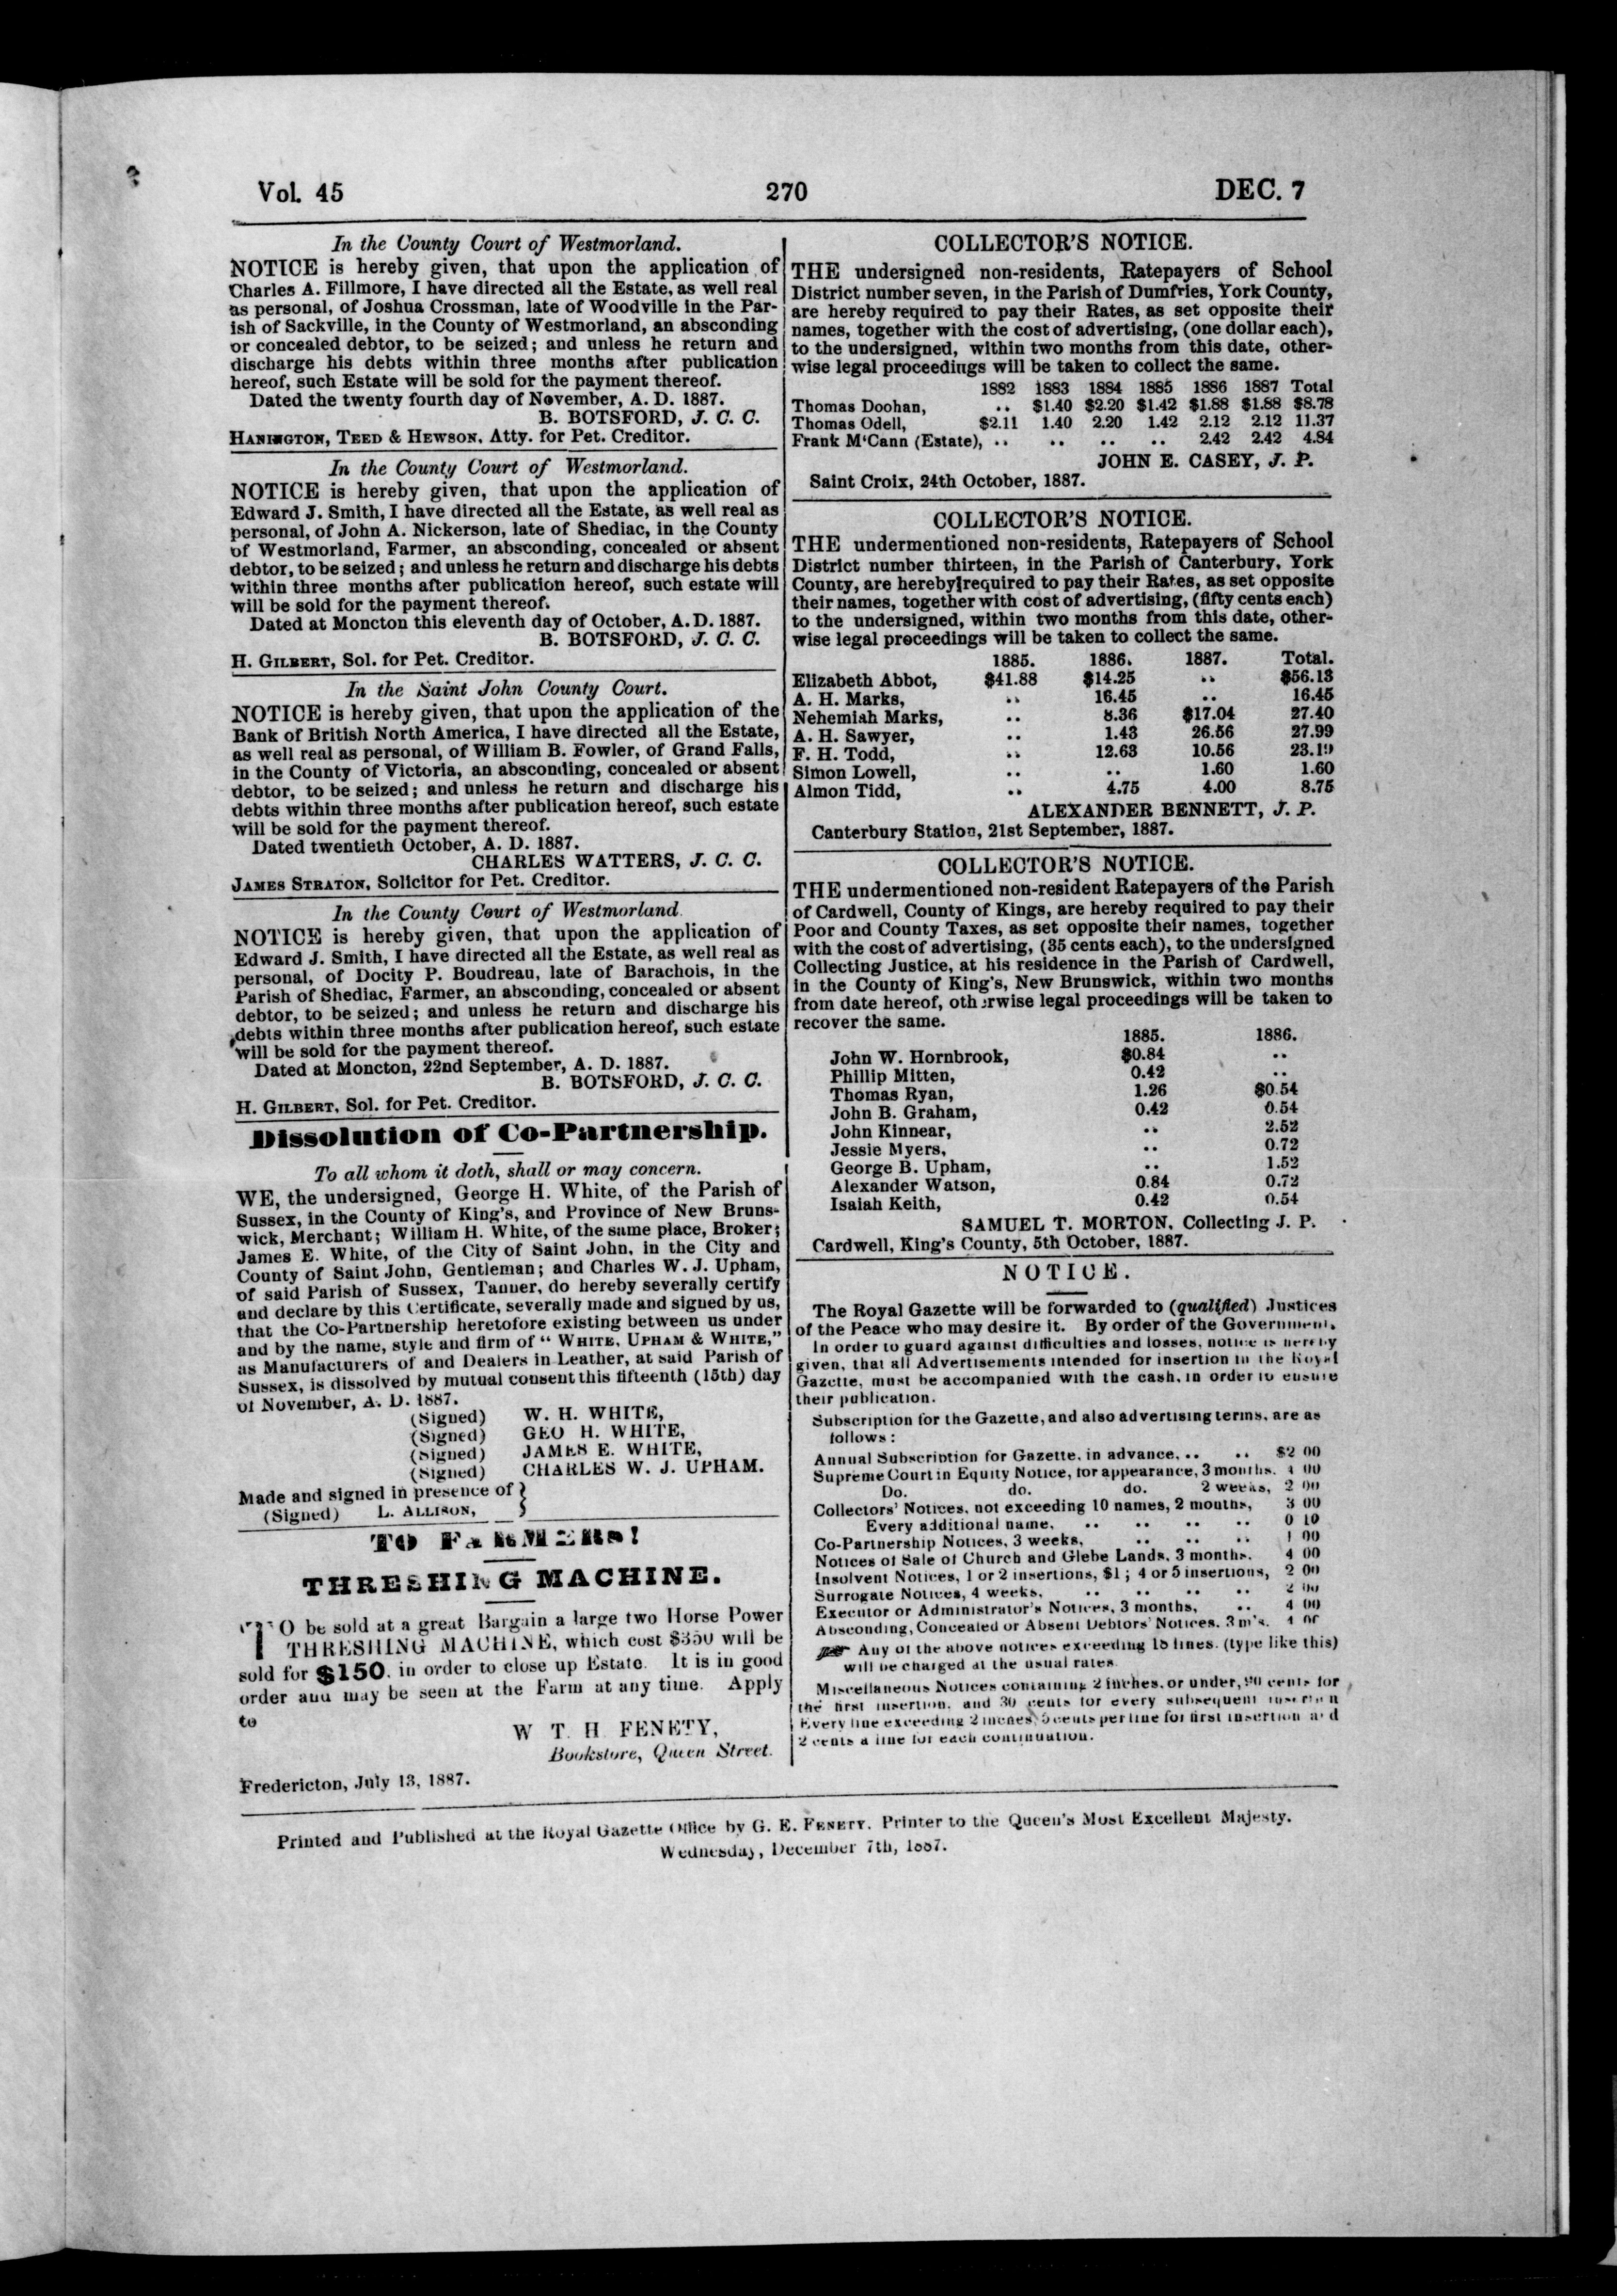 Vol. 45 270 DEC. 7
In the County Court of Westmorland.
NOTICE is hereby given, that upon the application of
Charles A. Fillmore, I have directed all the Estate, as well real
as personal, of Joshua Crossman, late of Woodville in the Par-
ish of Sackville, in the County of Westmorland, an absconding
or concealed debtor, to be seized; and unless he return and
discharge his debts within three months after publication
hereof, such Estate will be sold for the payment thereof.
Dated the twenty fourth day of November, A. D. 1887.
B. BOTSFORD, J. C. C.
HANINGTON, TEED & HEWSON, Atty. for Pet. Creditor.
In the County Court of Westmorland.
NOTICE is hereby given, that upon the application of
Edward J. Smith, I have directed all the Estate, as well real as
personal, of John A. Nickerson, late of Shediac, in the County
of Westmorland, Farmer, an absconding, concealed or absent
debtor, to be seized; and unless he return and discharge his debts
within three months after publication hereof, such estate will
will be sold for the payment thereof.
Dated at Moncton this eleventh day of October, A. D. 1887.
B. BOTSFORD, J. C. C.
H. GILBERT, Sol. for Pet. Creditor.
In the Saint John County Court.
NOTICE is hereby given, that upon the application of the
Bank of British North America, I have directed all the Estate,
as well real as personal, of William B. Fowler, of Grand Falls,
in the County of Victoria, an absconding, concealed or absent
debtor, to be seized; and unless he return and discharge his
debts within three months after publication hereof, such estate
will be sold for the payment thereof.
Dated twentieth October, A. D. 1887.
CHARLES WATTERS, J. C. C.
JAMES STRATON, Solicitor for Pet. Creditor.
In the County Court of Westmorland.
NOTICE is hereby given, that upon the application of
Edward J. Smith, I have directed all the Estate, as well real as
personal, of Docity P. Boudreau, late of Barachois, in the
Parish of Shediac, Farmer, an absconding, concealed or absent
debtor, to be seized; and unless he return and discharge his
debts within three months after publication hereof, such estate
will be sold for the payment thereof.
Dated at Moncton, 22nd September, A. D. 1887.
B. BOTSFORD, J. C. C.
H. GILBERT, Sol. for Pet. Creditor.
Dissolution of Co-Partnership.
To all whom it doth, shall or may concern.
WE, the undersigned, George H. White, of the Parish of
Sussex, in the County of King's, and Province of New Bruns-
wick, Merchant; William H. White, of the same place, Broker;
James E. White, of the City of Saint John, in the City and
County of Saint John, Gentleman; and Charles W. J. Upham,
of said Parish of Sussex, Tanner, do hereby severally certify
and declare by this Certificate, severally made and signed by us,
that the Co-Partnership heretofore existing between us under
and by the name, style and firm of "WHITE, UPHAM & WHITE,"
as Manufacturers of and Dealers in Leather, at said Parish of
Sussex, is dissolved by mutual consent this fifteenth (15th) day
of November, A. D. 1887.
(Signed) W. H. WHITE,
(Signed) GEO H. WHITE,
(Signed) JAMES E. WHITE,
(Signed) CHARLES W. J. UPHAM.
Made and signed in presence of }
(Signed) L. ALLISON, }
TO FARMERS!
THRESHING MACHINE.
TO be sold at a great Bargain a large two Horse Power
THRESHING MACHINE, which cost $350 will be
sold for $150, in order to close up Estate. It is in good
order and may be seen at the Farm at any time. Apply
to
W T. H FENETY,
Bookstore, Queen Street.
Fredericton, July 13, 1887.
COLLECTOR'S NOTICE.
THE undersigned non-residents, Ratepayers of School
District number seven, in the Parish of Dumfries, York County,
are hereby required to pay their Rates, as set opposite their
names, together with the cost of advertising, (one dollar each),
to the undersigned, within two months from this date, other-
wise legal proceedings will be taken to collect the same.
1882 1883 1884 1885 1886 1887 Total
Thomas Doohan, .. $1.40 $2.20 $1.42 $1.88 $1.88 $8.78
Thomas Odell, $2.11 1.40 2.20 1.42 2.12 2.12 11.37
Frank M'Cann (Estate), .. .. .. .. 2.42 2.42 4.84
JOHN E. CASEY, J. P.
Saint Croix, 24th October, 1887.
COLLECTOR'S NOTICE.
THE undermentioned non-residents, Ratepayers of School
District number thirteen, in the Parish of Canterbury, York
County, are hereby required to pay their Rates, as set opposite
their names, together with cost of advertising, (fifty cents each)
to the undersigned, within two months from this date, other-
wise legal proceedings will be taken to collect the same.
1885. 1886. 1887. Total.
Elizabeth Abbot, $41.88 $14.25 .. $56.13
A. H. Marks, .. 16.45 .. 16.45
Nehemiah Marks, .. 8.36 $17.04 27.40
A. H. Sawyer, .. 1.43 26.56 27.99
F. H. Todd, .. 12.63 10.56 23.19
Simon Lowell, .. .. 1.60 1.60
Almon Tidd, .. 4.75 4.00 8.75
ALEXANDER BENNETT, J. P.
Canterbury Station, 21st September, 1887.
COLLECTOR'S NOTICE.
THE undermentioned non-resident Ratepayers of the Parish
of Cardwell, County of Kings, are hereby required to pay their
Poor and County Taxes, as set opposite their names, together
with the cost of advertising, (35 cents each), to the undersigned
Collecting Justice, at his residence in the Parish of Cardwell,
in the County of King's, New Brunswick, within two months
from date hereof, otherwise legal proceedings will be taken to
recover the same.
1885. 1886.
John W. Hornbrook, $0.84 ..
Phillip Mitten, 0.42 ..
Thomas Ryan, 1.26 $0.54
John B. Graham, 0.42 0.54
John Kinnear, .. 2.52
Jessie Myers, .. 0.72
George B. Upham, .. 1.52
Alexander Watson, 0.84 0.72
Isaiah Keith, 0.42 0.54
SAMUEL T. MORTON, Collecting J. P.
Cardwell, King's County, 5th October, 1887.
NOTICE.
The Royal Gazette will be forwarded to (qualified) Justices
of the Peace who may desire it. By order of the Government.
In order to guard against difficulties and losses, notice is hereby
given, that all Advertisements intended for insertion in the Royal
Gazette, must be accompanied with the cash, in order to ensure
their publication.
Subscription for the Gazette, and also advertising terms, are as
follows:
Annual Subscription for Gazette, in advance, .. .. $2 00
Supreme Court in Equity Notice, for appearance, 3 months. 4 00
Do. do. do. 2 weeks, 2 00
Collectors' Notices, not exceeding 10 names, 2 months, 3 00
Every additional name, .. .. .. .. 0 10
Co-Partnership Notices, 3 weeks, .. .. .. 1 00
Notices of Sale of Church and Glebe Lands, 3 months. 4 00
Insolvent Notices, 1 or 2 insertions, $1; 4 or 5 insertions, 2 00
Surrogate Notices, 4 weeks, .. .. .. .. 2 00
Executor or Administrator's Notices, 3 months, .. 4 00
Absconding, Concealed or Absent Debtors' Notices, 3 m's. 4 00
Any of the above notices exceeding 18 lines. (type like this)
will be charged at the usual rates.
Miscellaneous Notices containing 2 inches, or under, 90 cents for
the first insertion, and 30 cents for every subsequent insertion
Every line exceeding 2 inches, 5 cents per line for first insertion and
2 cents a line for each continuation.
Printed and Published at the Royal Gazette Office by G. E. FENETY, Printer to the Queen's Most Excellent Majesty.
Wednesday, December 7th, 1887.